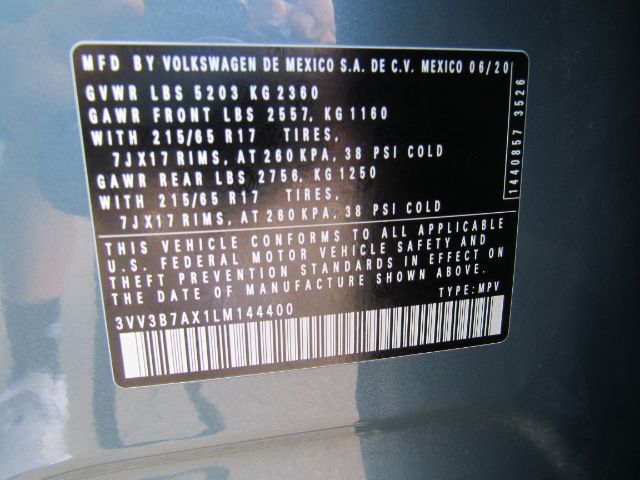 MFD BY VOLKSWAGEN DE MEXICO S.A. DE C.V. MEXICO 06/20
GVWR LBS 5203 KG 2360
GAWR FRONT LBS 2557, KG 1160
WITH 215/65 R17 TIRES,
7JX17 RIMS, AT 260 KPA, 38 PSI COLD
GAWR REAR LBS 2756, KG 1250
WITH 215/65 R17 TIRES,
7JX17 RIMS, AT 260 KPA, 38 PSI COLD
THIS VEHICLE CONFORMS TO ALL APPLICABLE
U.S. FEDERAL MOTOR VEHICLE SAFETY AND
THEFT PREVENTION STANDARDS IN EFFECT ON
THE DATE OF MANUFACTURE SHOWN ABOVE.
3VV3B7AX1LM144400 TYPE: MPV
1440857 3526